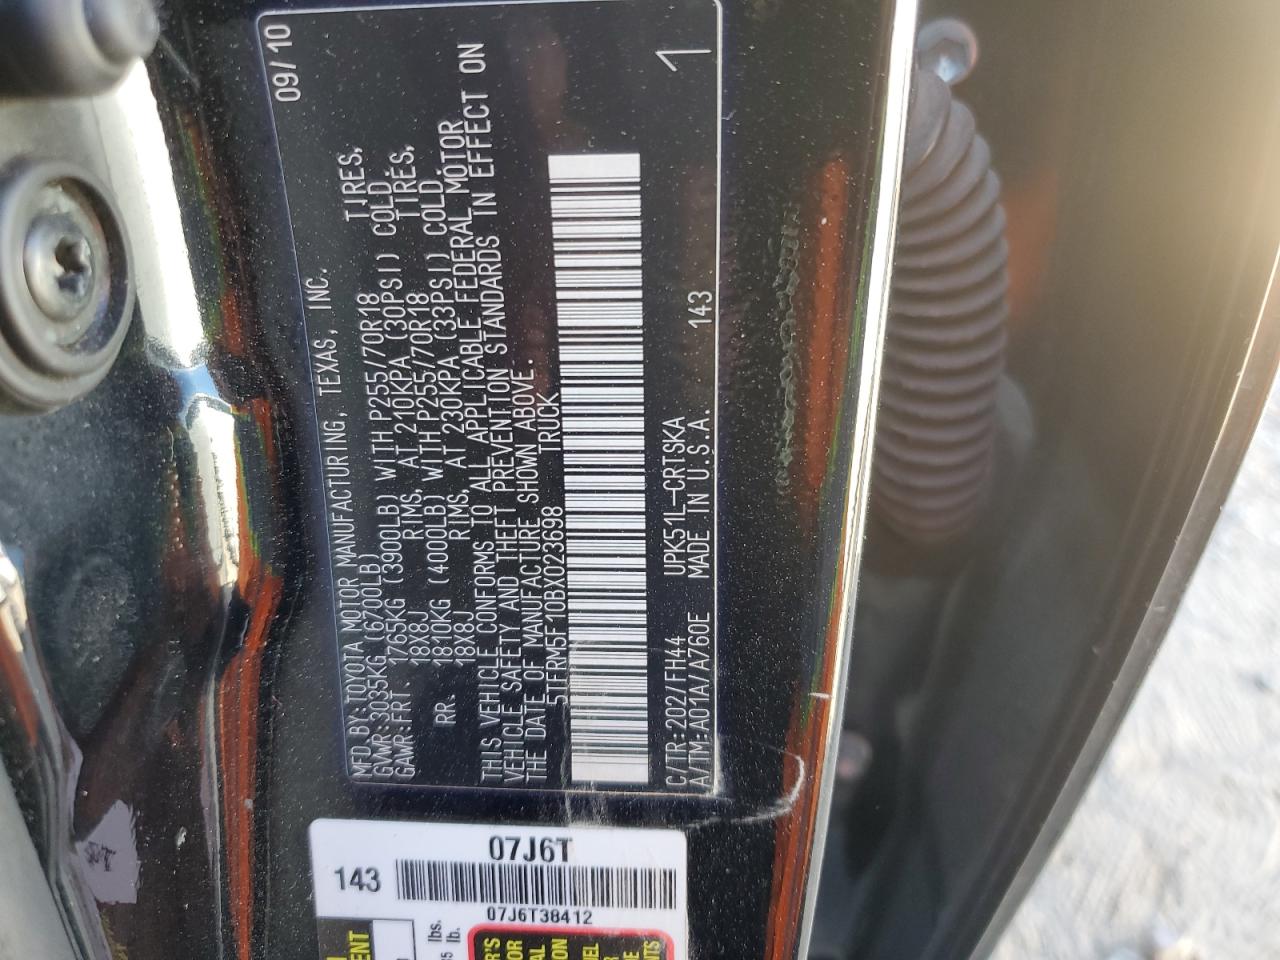 09/10
MFD.BY:TOYOTA MOTOR MANUFACTURING, TEXAS, INC.
GVWR:3035KG (6700LB)
GAWR:FRT. 1765KG (3900LB) WITH P255/70R18 TIRES,
18X8J RIMS, AT 210KPA (30PSI) COLD
RR. 1810KG (4000LB) WITH P255/70R18 TIRES,
18X8J RIMS, AT 230KPA (33PSI) COLD
THIS VEHICLE CONFORMS TO ALL APPLICABLE FEDERAL MOTOR
VEHICLE SAFETY AND THEFT PREVENTION STANDARDS IN EFFECT ON
THE DATE OF MANUFACTURE SHOWN ABOVE.
5TFRM5F10BX023698 TRUCK
C/TR:202/FH44 UPK51L-CRTSKA
A/TM:A01A/A760E MADE IN U.S.A. 143
1
07J6T
143
07J6T38412
lbs.
lb.